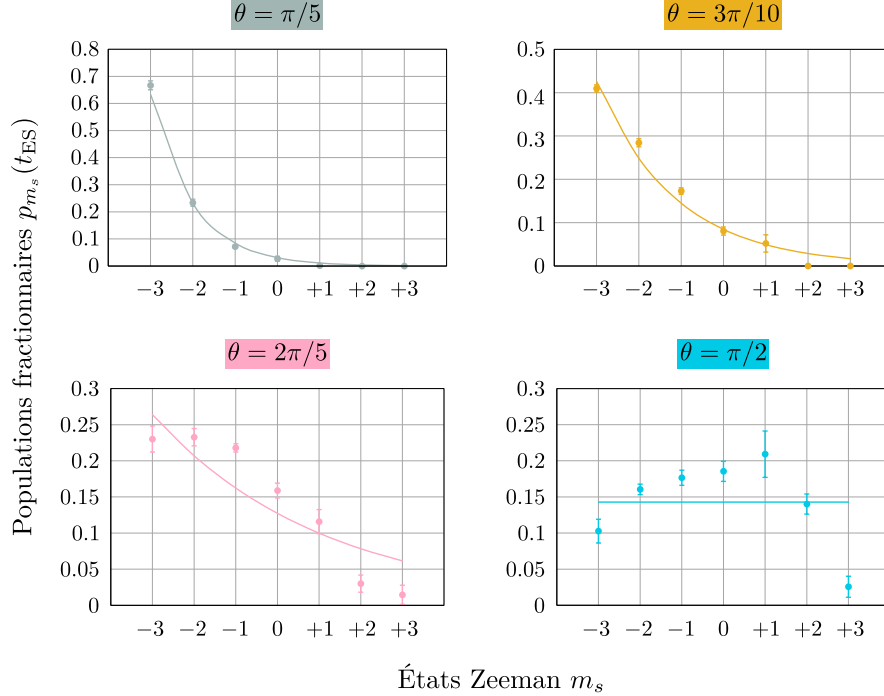 θ = π/5
0.8
0.7
0.6
0.5
0.4
0.3
0.2
0.1
0
−3 −2 −1 0 +1 +2 +3
θ = 3π/10
0.5
0.4
0.3
0.2
0.1
0
−3 −2 −1 0 +1 +2 +3
θ = 2π/5
0.3
0.25
0.2
0.15
0.1
0.05
0
−3 −2 −1 0 +1 +2 +3
θ = π/2
0.3
0.25
0.2
0.15
0.1
0.05
0
−3 −2 −1 0 +1 +2 +3
Populations fractionnaires p_{m_s}(t_{ES})
États Zeeman m_s